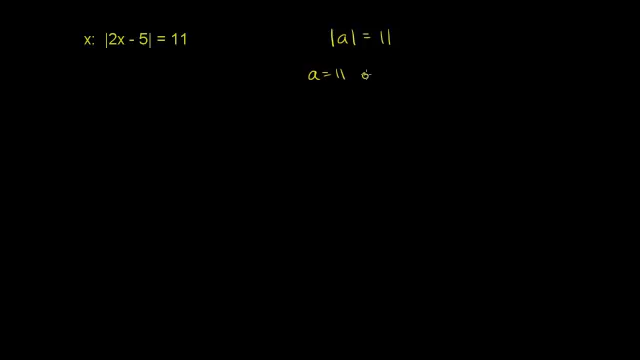 x: |2x - 5| = 11
|a| = 11
a = 11